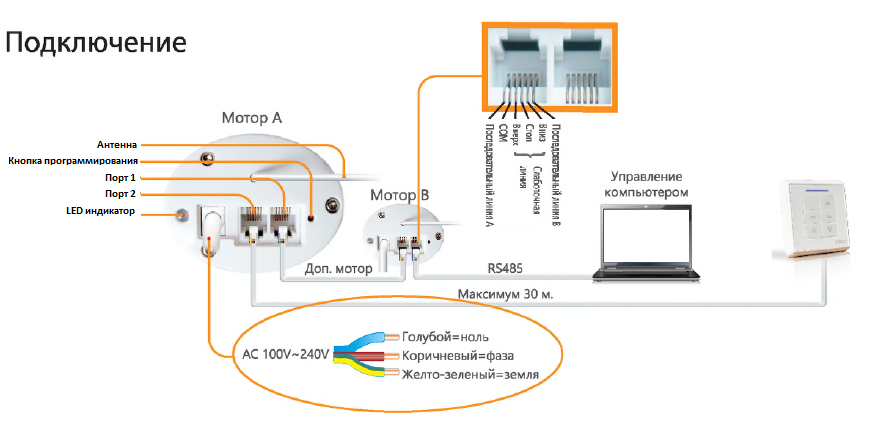 Подключение
Мотор A
Антенна
Кнопка программирования
Порт 1
Порт 2
LED индикатор
Мотор B
Последовательный линия A
COM
Вверх
Стоп
Вниз
Слаботочная
линия
Последовательный линия B
Управление
компьютером
Доп. мотор
RS485
Максимум 30 м.
AC 100V~240V
Голубой=ноль
Коричневый=фаза
Желто-зеленый=земля